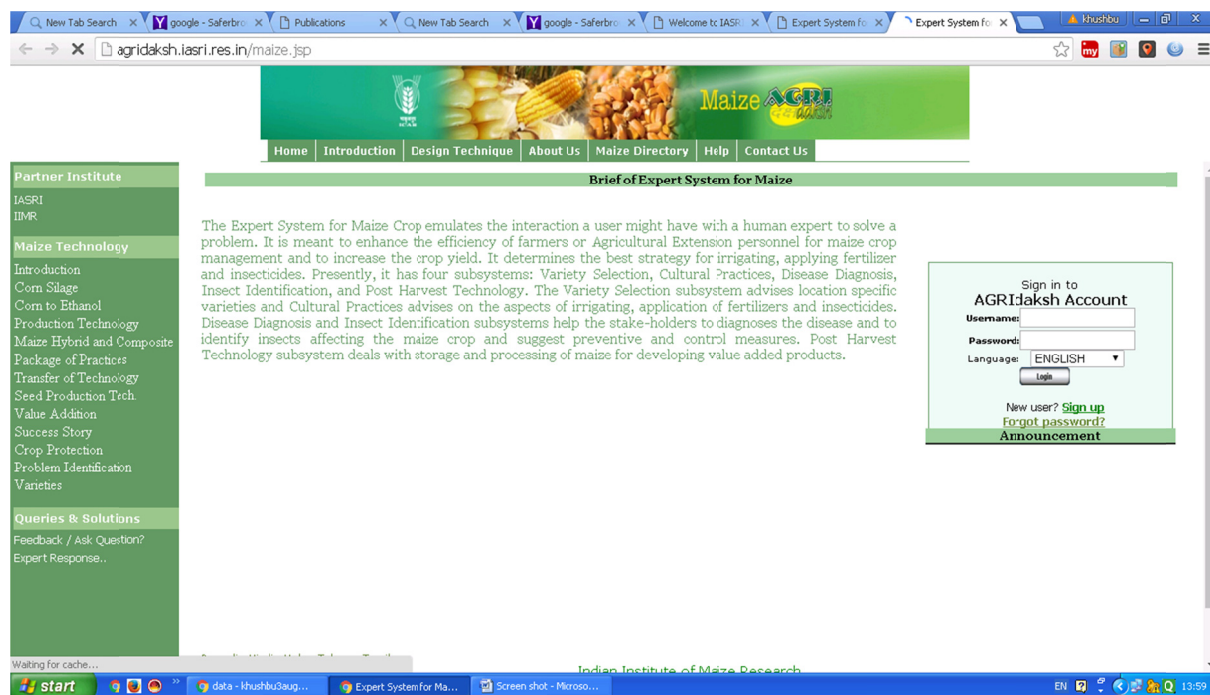 New Tab Search
google - Saferbro
Publications
New Tab Search
google - Saferbro
Welcome to IASR
Expert System fo
Expert System fo
khushbu
agridaksh.iasri.res.in/maize.jsp
Maize AGRI
Home Introduction Design Technique About Us Maize Directory Help Contact Us
Partner Institute
IASRI
IIMR
Maize Technology
Introduction
Corn Silage
Corn to Ethanol
Production Technology
Maize Hybrid and Composite
Package of Practices
Transfer of Technology
Seed Production Tech.
Value Addition
Success Story
Crop Protection
Problem Identification
Varieties
Queries & Solutions
Feedback / Ask Question?
Expert Response..
Brief of Expert System for Maize
The Expert System for Maize Crop emulates the interaction a user might have with a human expert to solve a
problem. It is meant to enhance the efficiency of farmers or Agricultural Extension personnel for maize crop
management and to increase the crop yield. It determines the best strategy for irrigating, applying fertilizer
and insecticides. Presently, it has four subsystems: Variety Selection, Cultural Practices, Disease Diagnosis,
Insect Identification, and Post Harvest Technology. The Variety Selection subsystem advises location specific
varieties and Cultural Practices advises on the aspects of irrigating, application of fertilizers and insecticides.
Disease Diagnosis and Insect Identification subsystems help the stake-holders to diagnoses the disease and to
identify insects affecting the maize crop and suggest preventive and control measures. Post Harvest
Technology subsystem deals with storage and processing of maize for developing value added products.
Sign in to
AGRIdaksh Account
Username:
Password:
Language: ENGLISH
Login
New user? Sign up
Forgot password?
Announcement
Indian Institute of Maize Research
Waiting for cache...
start
data - khushbu3aug...
Expert System for Ma...
Screen shot - Microso...
EN
13:59